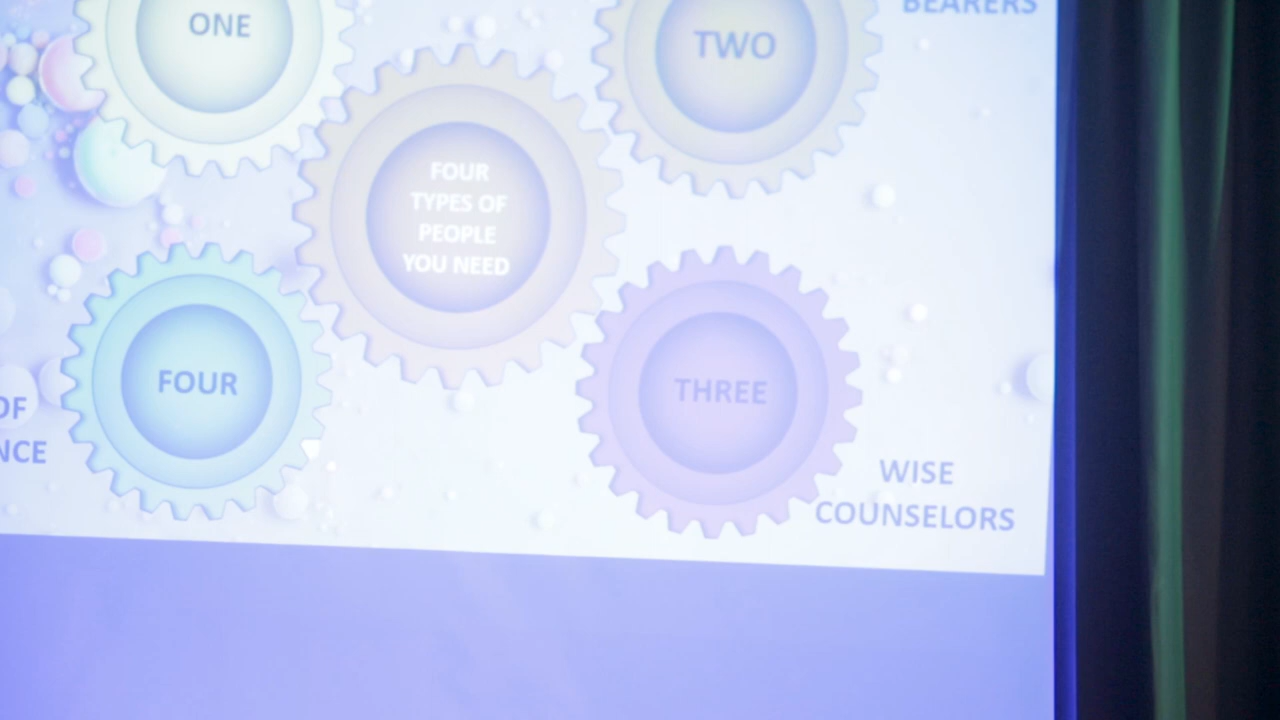 BEARERS
ONE
TWO
FOUR
TYPES OF
PEOPLE
YOU NEED
FOUR
THREE
OF
NCE
WISE
COUNSELORS